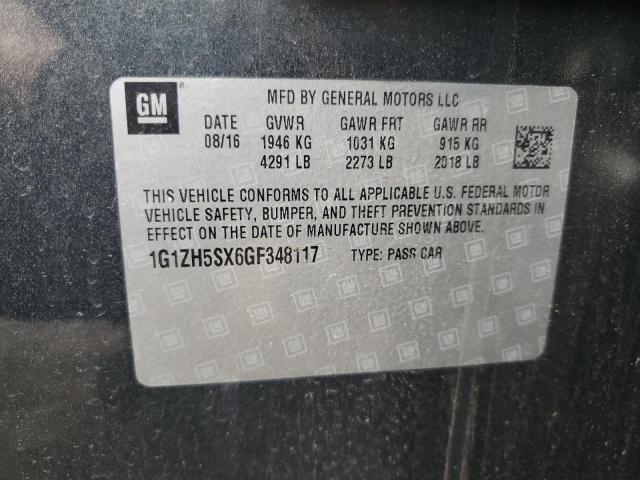 GM
MFD BY GENERAL MOTORS LLC
DATE GVWR GAWR FRT GAWR RR
08/16 1946 KG 1031 KG 915 KG
4291 LB 2273 LB 2018 LB
THIS VEHICLE CONFORMS TO ALL APPLICABLE U.S. FEDERAL MOTOR
VEHICLE SAFETY, BUMPER, AND THEFT PREVENTION STANDARDS IN
EFFECT ON THE DATE OF MANUFACTURE SHOWN ABOVE.
1G1ZH5SX6GF348117 TYPE: PASS CAR